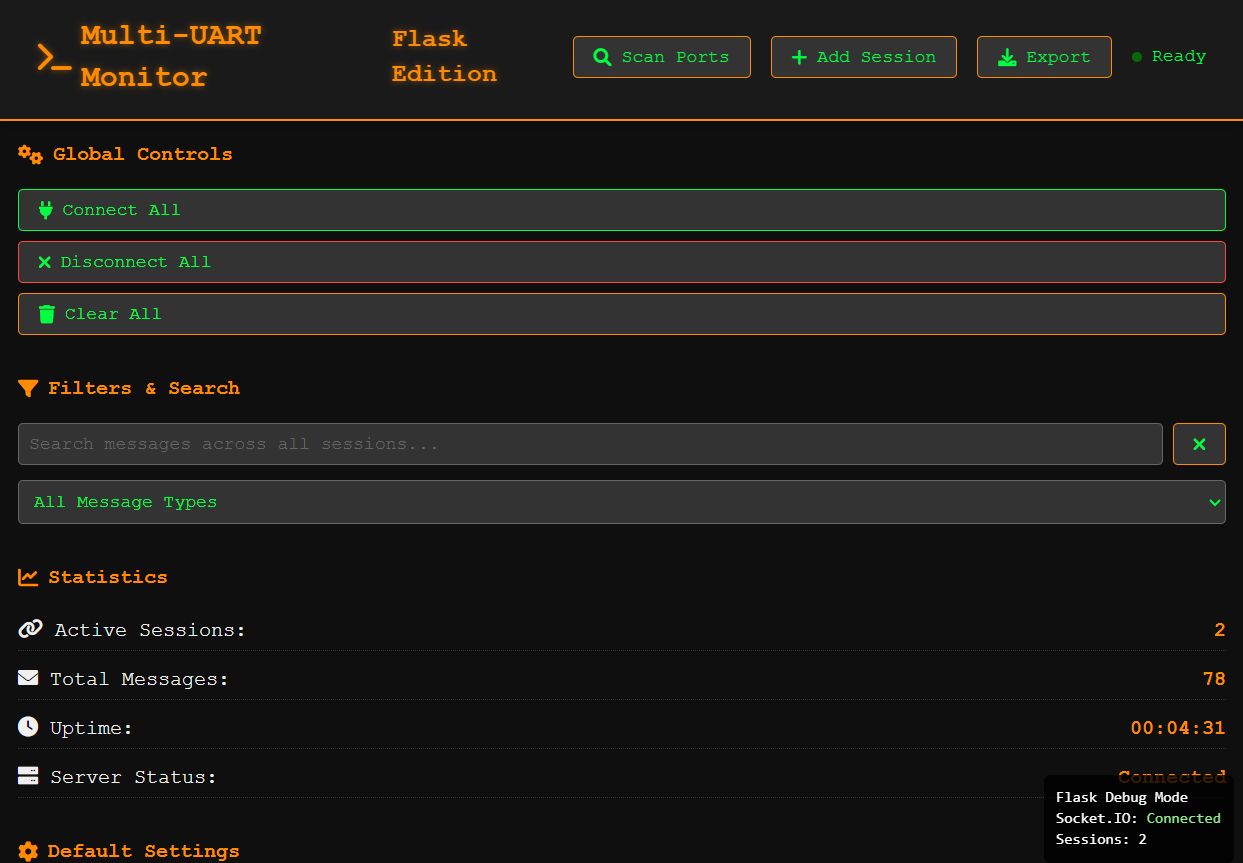 Multi-UART
Monitor
Flask
Edition
Scan Ports
Add Session
Export
Ready
Global Controls
Connect All
Disconnect All
Clear All
Filters & Search
Search messages across all sessions...
All Message Types
Statistics
Active Sessions: 2
Total Messages: 78
Uptime: 00:04:31
Server Status: Connected
Flask Debug Mode
Socket.IO: Connected
Sessions: 2
Default Settings